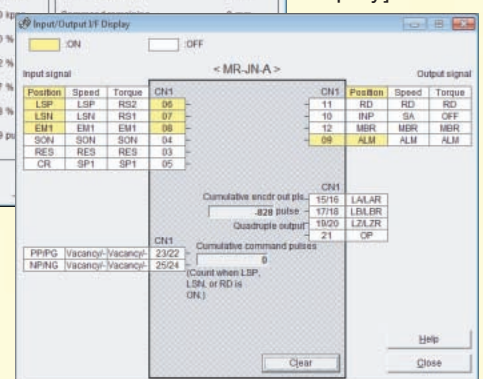 Input/Output I/F Display
:ON :OFF
< MR-JN-A >
Input signal Output signal
Position Speed Torque CN1 CN1 Position Speed Torque
LSP LSP RS2 06 11 RD RD RD
LSN LSN RS1 07 10 INP SA OFF
EM1 EM1 EM1 08 12 MBR MBR MBR
SON SON SON 04 09 ALM ALM ALM
RES RES RES 03
CR SP1 SP1 05
CN1
Cumulative encdr out pls. 15/16 LA/LAR
-828 pulse 17/18 LB/LBR
Quadruple output 19/20 LZ/LZR
21 OP
CN1
Cumulative command pulses
PP/PG Vacancy/- Vacancy/- 23/22
0
NP/NG Vacancy/- Vacancy/- 25/24
(Count when LSP,
LSN, or RD is
ON.)
Help
Clear Close